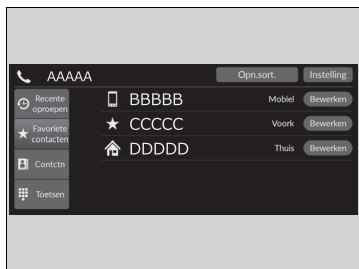 AAAAA Opn.sort. Instelling
Recente
oproepen
BBBBB Mobiel Bewerken
Favoriete
contacten
CCCCC Voork Bewerken
DDDDD Thuis Bewerken
Contctn
Toetsen